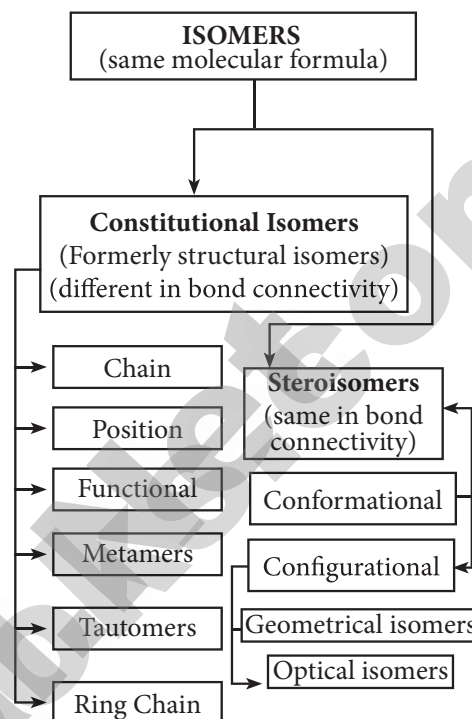 ISOMERS
(same molecular formula)
Constitutional Isomers
(Formerly structural isomers)
(different in bond connectivity)
Chain
Position
Functional
Metamers
Tautomers
Ring Chain
Steroisomers
(same in bond
connectivity)
Conformational
Configurational
Geometrical isomers
Optical isomers